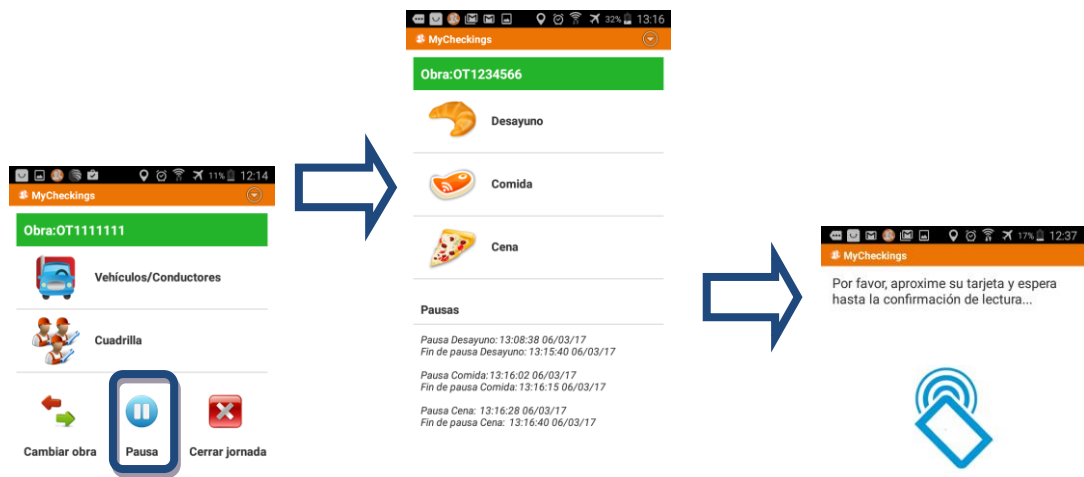 11% 12:14
MyCheckings
Obra:OT1111111
Vehículos/Conductores
Cuadrilla
Cambiar obra
Pausa
Cerrar jornada
32% 13:16
MyCheckings
Obra:OT1234566
Desayuno
Comida
Cena
Pausas
Pausa Desayuno: 13:08:38 06/03/17
Fin de pausa Desayuno: 13:15:40 06/03/17
Pausa Comida: 13:16:02 06/03/17
Fin de pausa Comida: 13:16:15 06/03/17
Pausa Cena: 13:16:28 06/03/17
Fin de pausa Cena: 13:16:40 06/03/17
17% 12:37
MyCheckings
Por favor, aproxime su tarjeta y espera
hasta la confirmación de lectura...